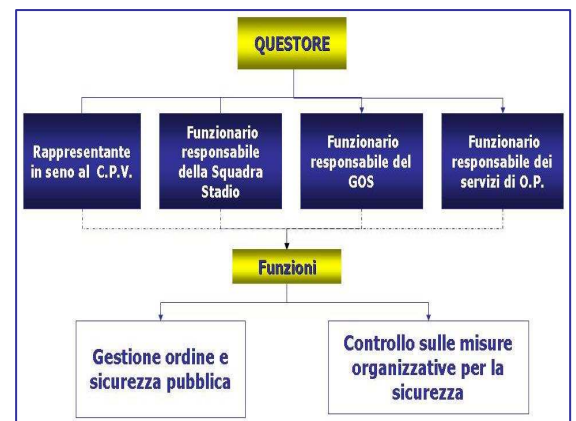 QUESTORE
Rappresentante
in seno al C.P.V.
Funzionario
responsabile
della Squadra
Stadio
Funzionario
responsabile del
GOS
Funzionario
responsabile dei
servizi di O.P.
Funzioni
Gestione ordine e
sicurezza pubblica
Controllo sulle misure
organizzative per la
sicurezza